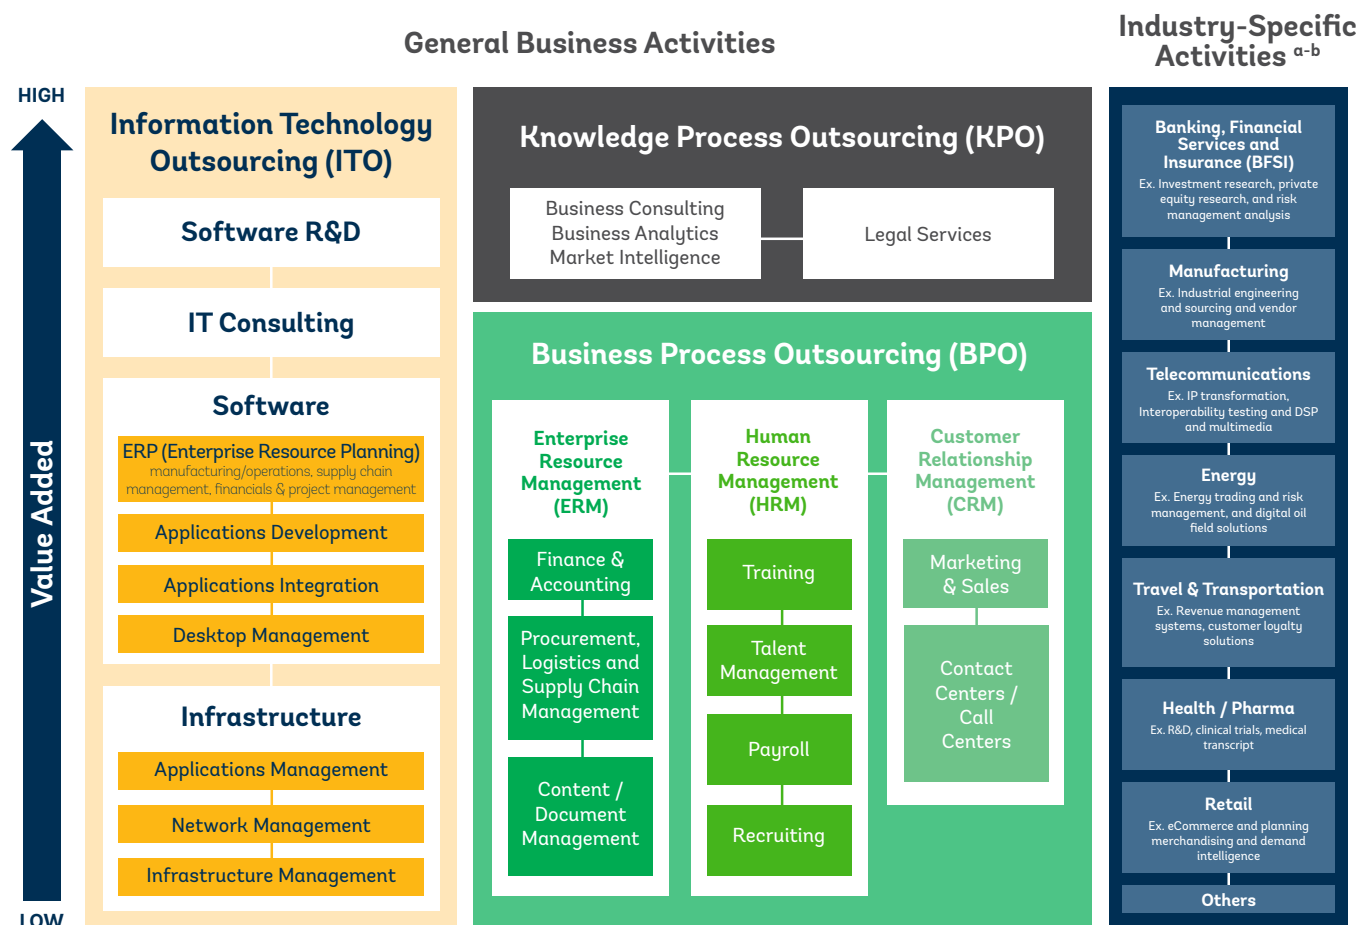 General Business Activities
Industry-Specific
Activities a-b
HIGH
Value Added
LOW
Information Technology
Outsourcing (ITO)
Software R&D
IT Consulting
Software
ERP (Enterprise Resource Planning)
manufacturing/operations, supply chain
management, financials & project management
Applications Development
Applications Integration
Desktop Management
Infrastructure
Applications Management
Network Management
Infrastructure Management
Knowledge Process Outsourcing (KPO)
Business Consulting
Business Analytics
Market Intelligence
Legal Services
Business Process Outsourcing (BPO)
Enterprise
Resource
Management
(ERM)
Finance &
Accounting
Procurement,
Logistics and
Supply Chain
Management
Content /
Document
Management
Human
Resource
Management
(HRM)
Training
Talent
Management
Payroll
Recruiting
Customer
Relationship
Management
(CRM)
Marketing
& Sales
Contact
Centers /
Call
Centers
Banking, Financial
Services and
Insurance (BFSI)
Ex. Investment research, private
equity research, and risk
management analysis
Manufacturing
Ex. Industrial engineering
and sourcing and vendor
management
Telecommunications
Ex. IP transformation,
Interoperability testing and DSP
and multimedia
Energy
Ex. Energy trading and risk
management, and digital oil
field solutions
Travel & Transportation
Ex. Revenue management
systems, customer loyalty
solutions
Health / Pharma
Ex. R&D, clinical trials, medical
transcript
Retail
Ex. eCommerce and planning
merchandising and demand
intelligence
Others